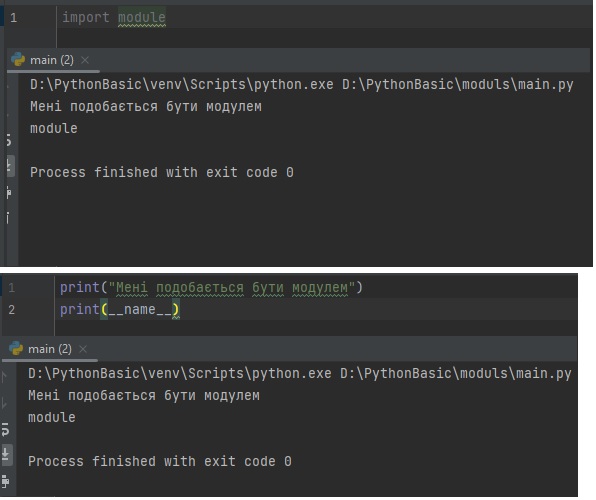 1 import module
main (2) ×
D:\PythonBasic\venv\Scripts\python.exe D:\PythonBasic\moduls\main.py
Мені подобається бути модулем
module
Process finished with exit code 0
1 print("Мені подобається бути модулем")
2 print(__name__)
main (2) ×
D:\PythonBasic\venv\Scripts\python.exe D:\PythonBasic\moduls\main.py
Мені подобається бути модулем
module
Process finished with exit code 0